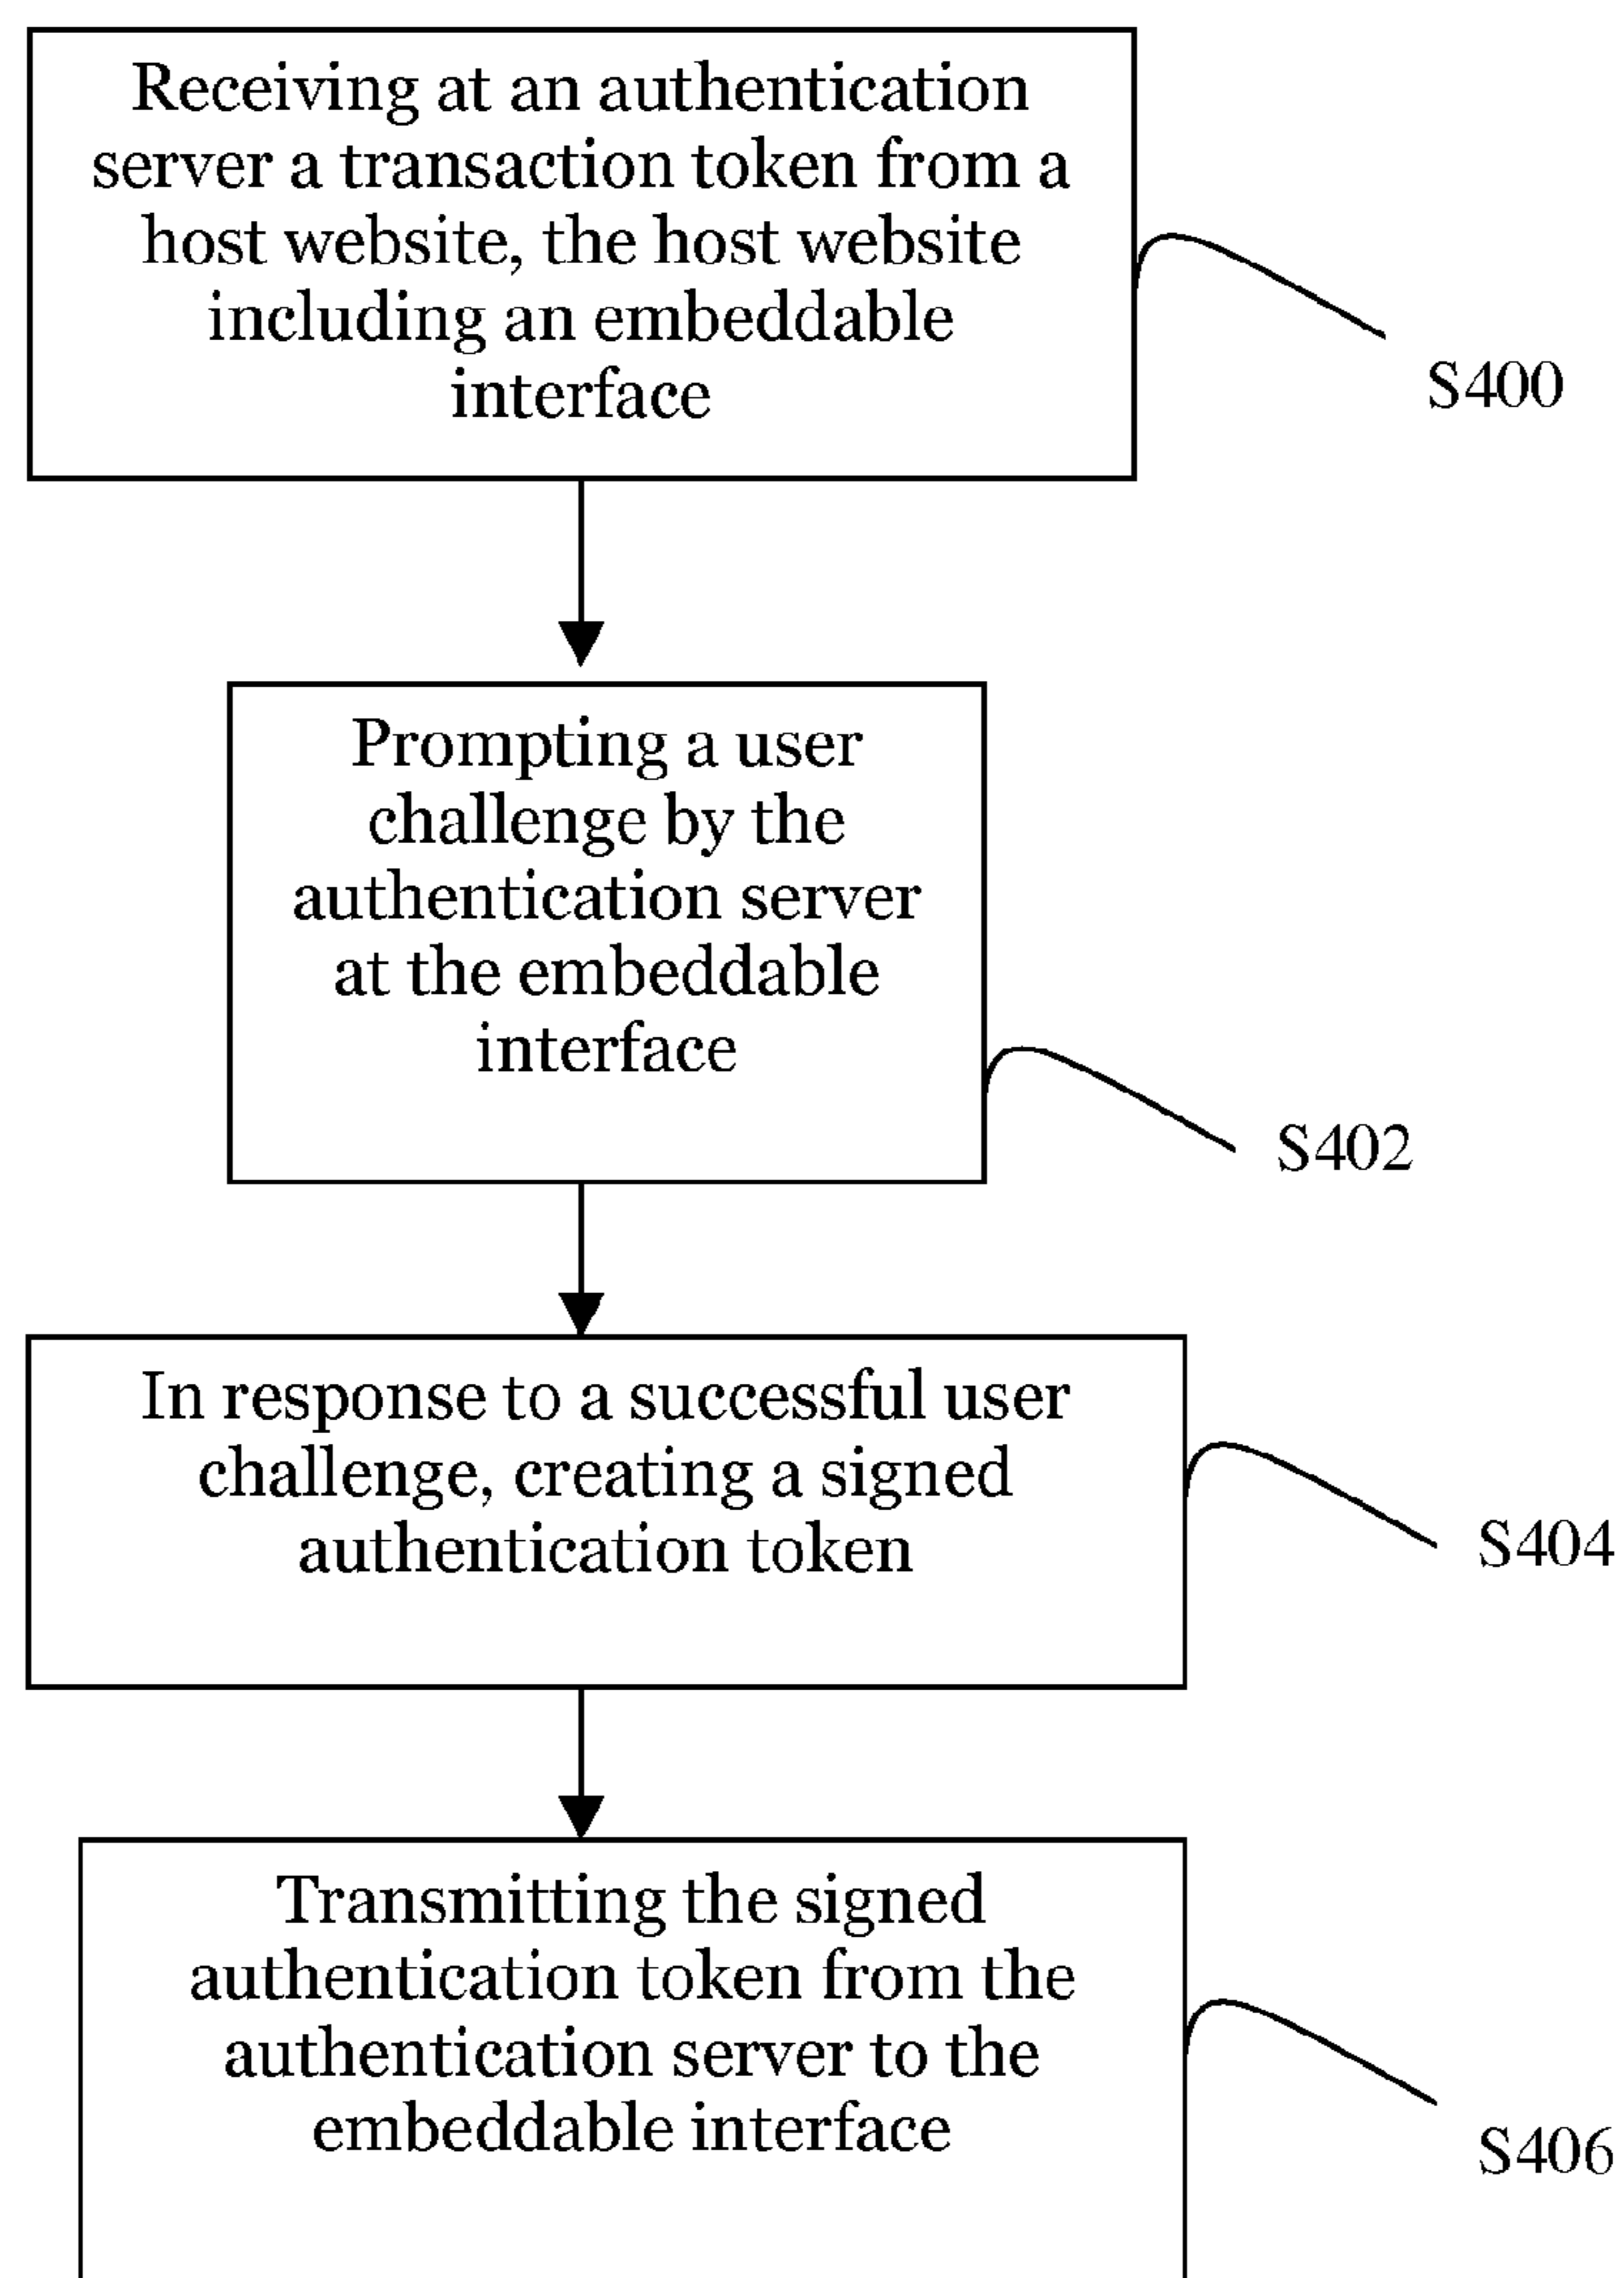 Receiving at an authentication
server a transaction token from a
host website, the host website
including an embeddable
interface
S400
Prompting a user
challenge by the
authentication server
at the embeddable
interface
S402
In response to a successful user
challenge, creating a signed
authentication token
S404
Transmitting the signed
authentication token from the
authentication server to the
embeddable interface
S406